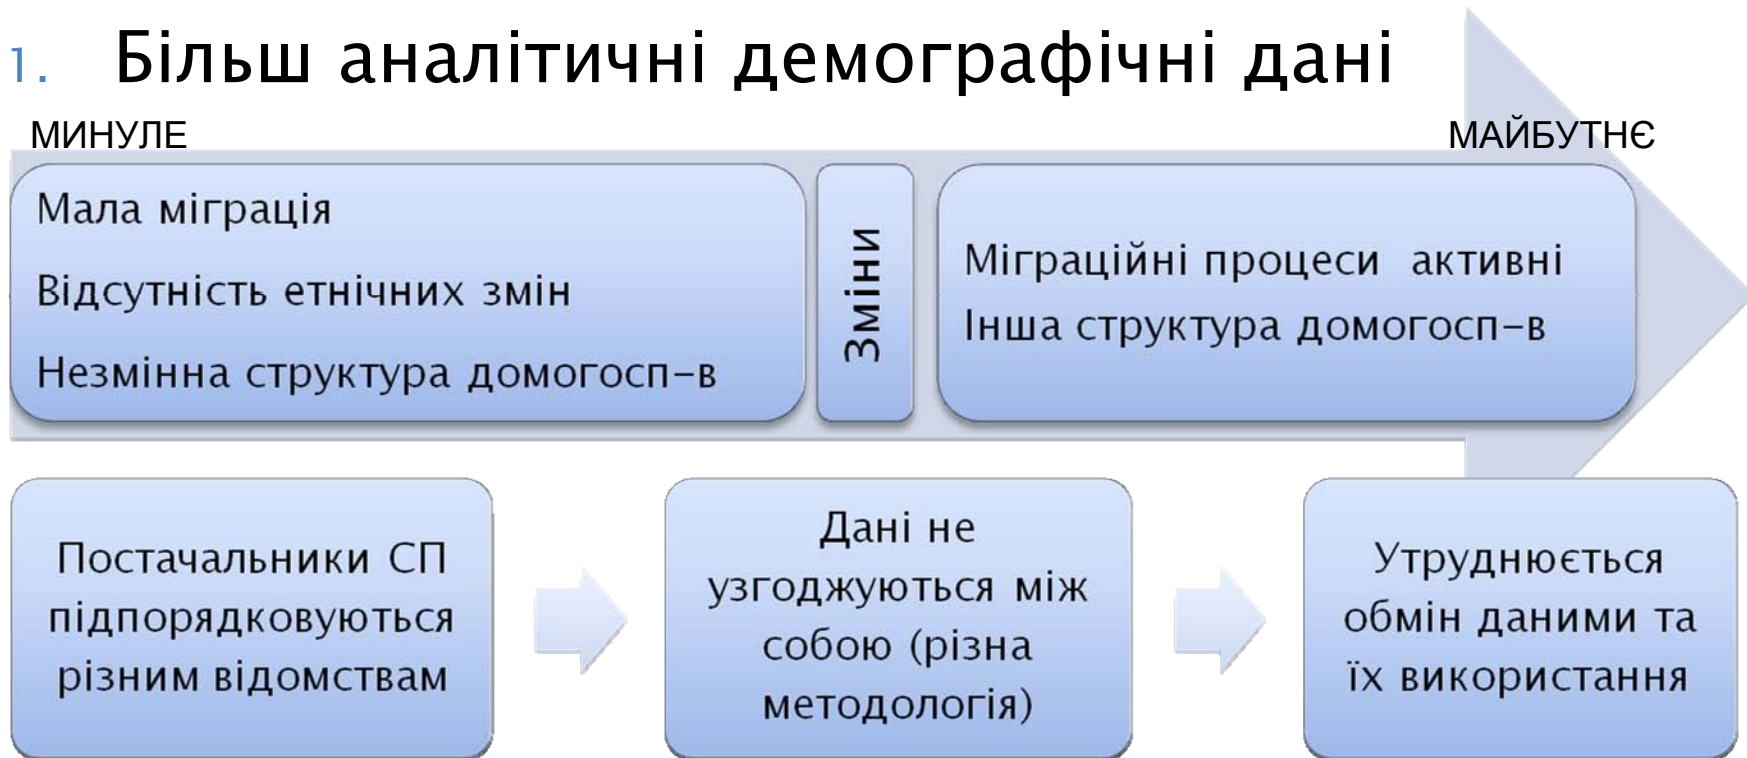 1. Більш аналітичні демографічні дані
МИНУЛЕ
МАЙБУТНЄ
Мала міграція
Відсутність етнічних змін
Незмінна структура домогосп-в
Зміни
Міграційні процеси активні
Інша структура домогосп-в
Постачальники СП
підпорядковуються
різним відомствам
Дані не
узгоджуються між
собою (різна
методологія)
Утруднюється
обмін даними та
їх використання